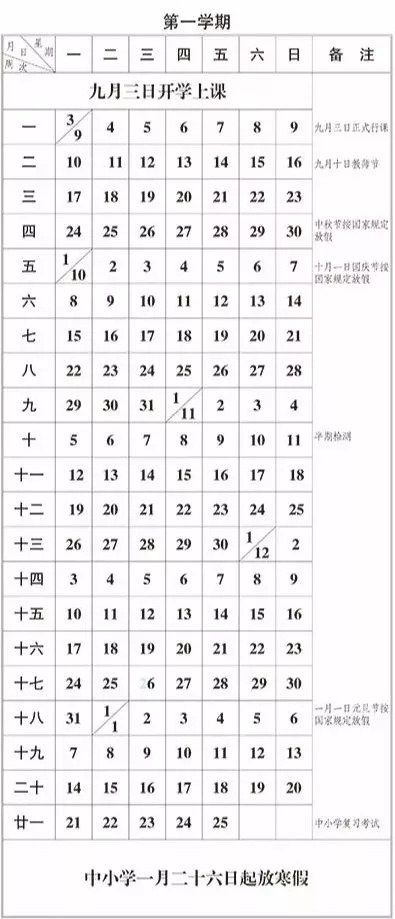 第一学期
月 日 星期 周次 一 二 三 四 五 六 日 备注
九月三日开学上课
一 3/9 4 5 6 7 8 9 九月三日正式行课
二 10 11 12 13 14 15 16 九月十日教师节
三 17 18 19 20 21 22 23
四 24 25 26 27 28 29 30 中秋节按国家规定
放假
五 1/10 2 3 4 5 6 7 十月一日国庆节按
国家规定放假
六 8 9 10 11 12 13 14
七 15 16 17 18 19 20 21
八 22 23 24 25 26 27 28
九 29 30 31 1/11 2 3 4
十 5 6 7 8 9 10 11 半期检测
十一 12 13 14 15 16 17 18
十二 19 20 21 22 23 24 25
十三 26 27 28 29 30 1/12 2
十四 3 4 5 6 7 8 9
十五 10 11 12 13 14 15 16
十六 17 18 19 20 21 22 23
十七 24 25 26 27 28 29 30
十八 31 1/1 2 3 4 5 6 一月一日元旦节按
国家规定放假
十九 7 8 9 10 11 12 13
二十 14 15 16 17 18 19 20
廿一 21 22 23 24 25 中小学复习考试
中小学一月二十六日起放寒假